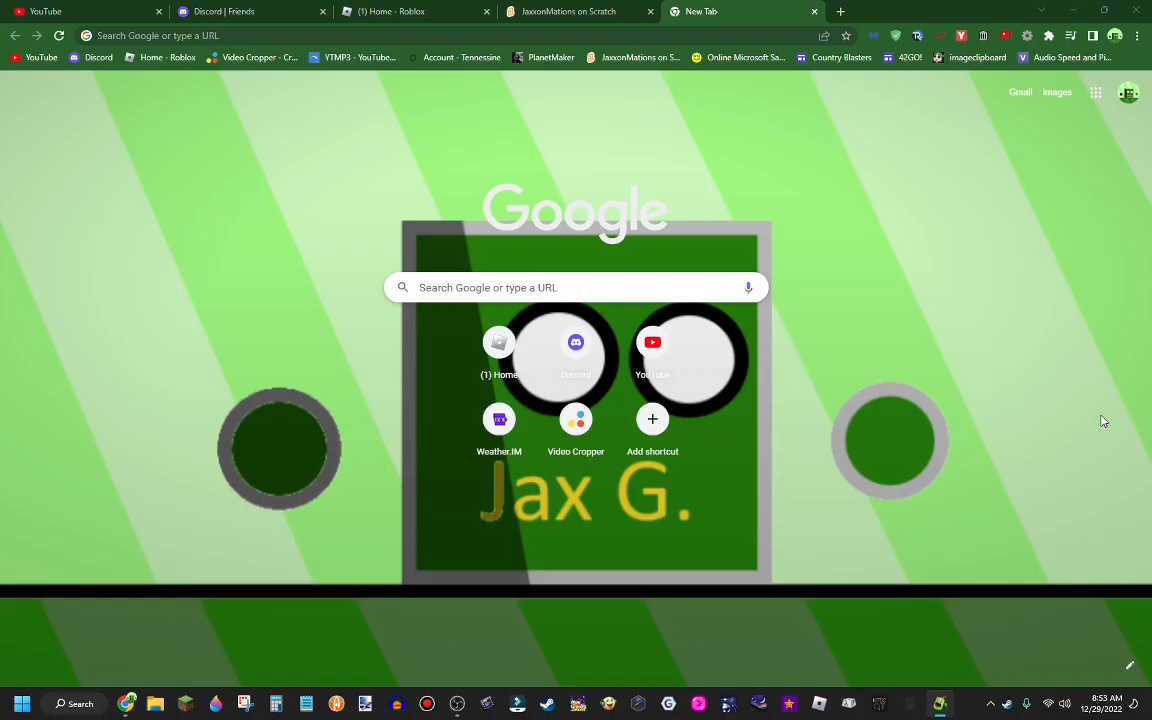 YouTube
Discord | Friends
(1) Home - Roblox
JaxxonMations on Scratch
New Tab
Search Google or type a URL
YouTube
Discord
Home - Roblox
Video Cropper - Cr...
YTMP3 - YouTube...
Account - Tennessine
PlanetMaker
JaxxonMations on S...
Online Microsoft Sa...
Country Blasters
42GO!
imageclipboard
Audio Speed and Pi...
Gmail
Images
Google
Search Google or type a URL
(1) Home
Discord
YouTube
Weather.IM
Video Cropper
Add shortcut
Jax G.
Search
8:53 AM
12/29/2022